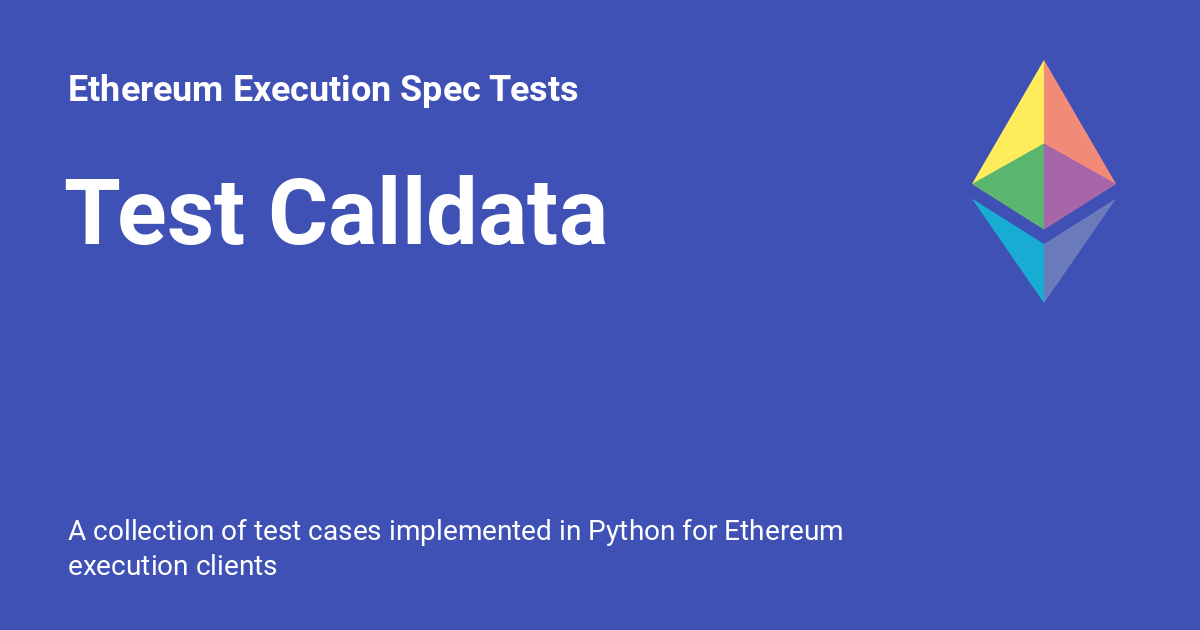 Ethereum Execution Spec Tests
Test Calldata
A collection of test cases implemented in Python for Ethereum
execution clients